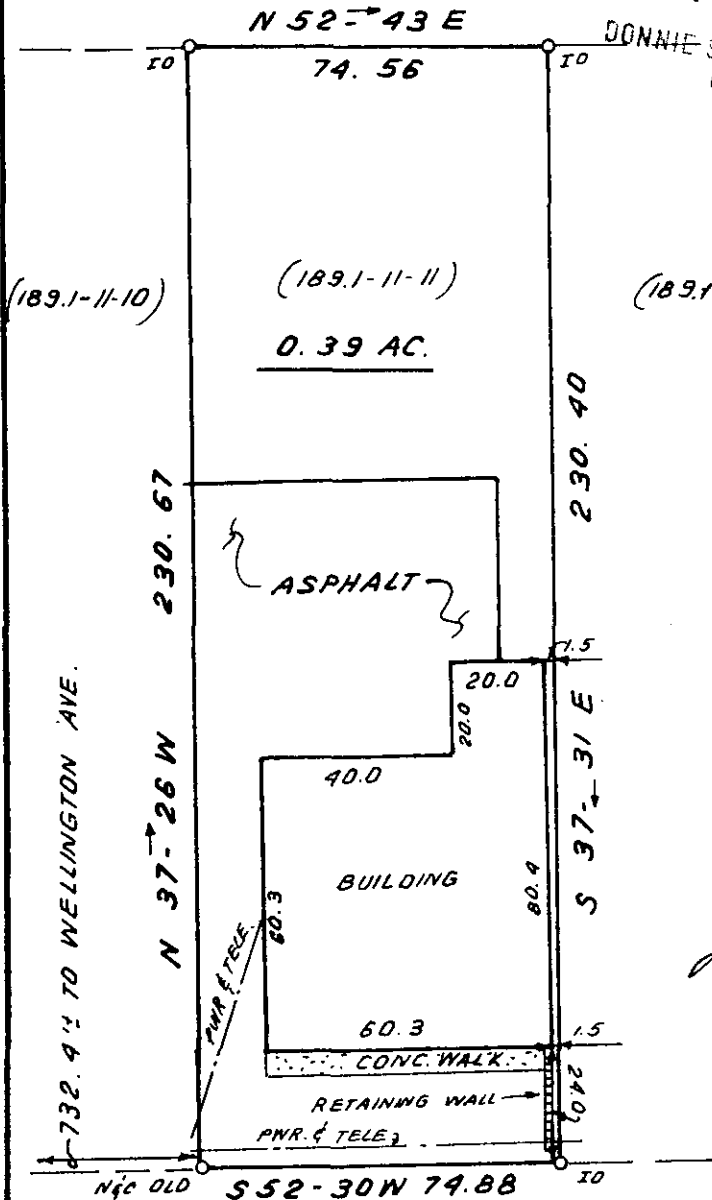 N 52-43 E
DONNIE
IO
74.56
IO
(189.1-11-10)
(189.1-11-11)
(189.1
0.39 AC.
230.40
230.67
ASPHALT
1.5
20.0
20.0
S 37-31 E
40.0
732.4'± TO WELLINGTON AVE.
N 37-26 W
BUILDING
80.4
60.3
PWR & TELE.
60.3
1.5
CONC. WALK
24.0
RETAINING WALL
PWR. & TELE.
N&C OLD
S 52-30 W 74.88
IO